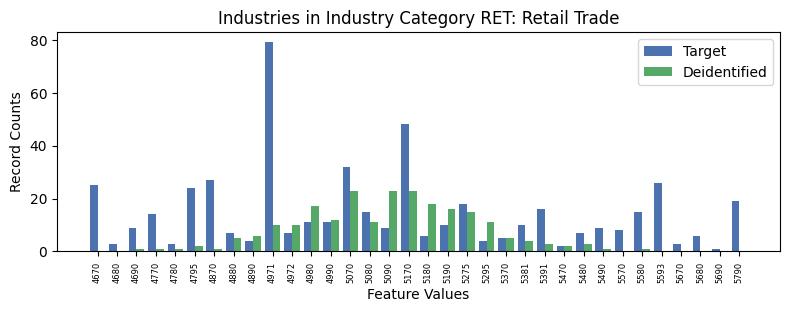 Industries in Industry Category RET: Retail Trade
Target
Deidentified
Record Counts
80
60
40
20
0
4670 4680 4690 4770 4780 4795 4870 4880 4890 4971 4972 4980 4990 5070 5080 5090 5170 5180 5190 5275 5295 5370 5381 5391 5470 5480 5490 5570 5580 5593 5670 5680 5690 5790
Feature Values